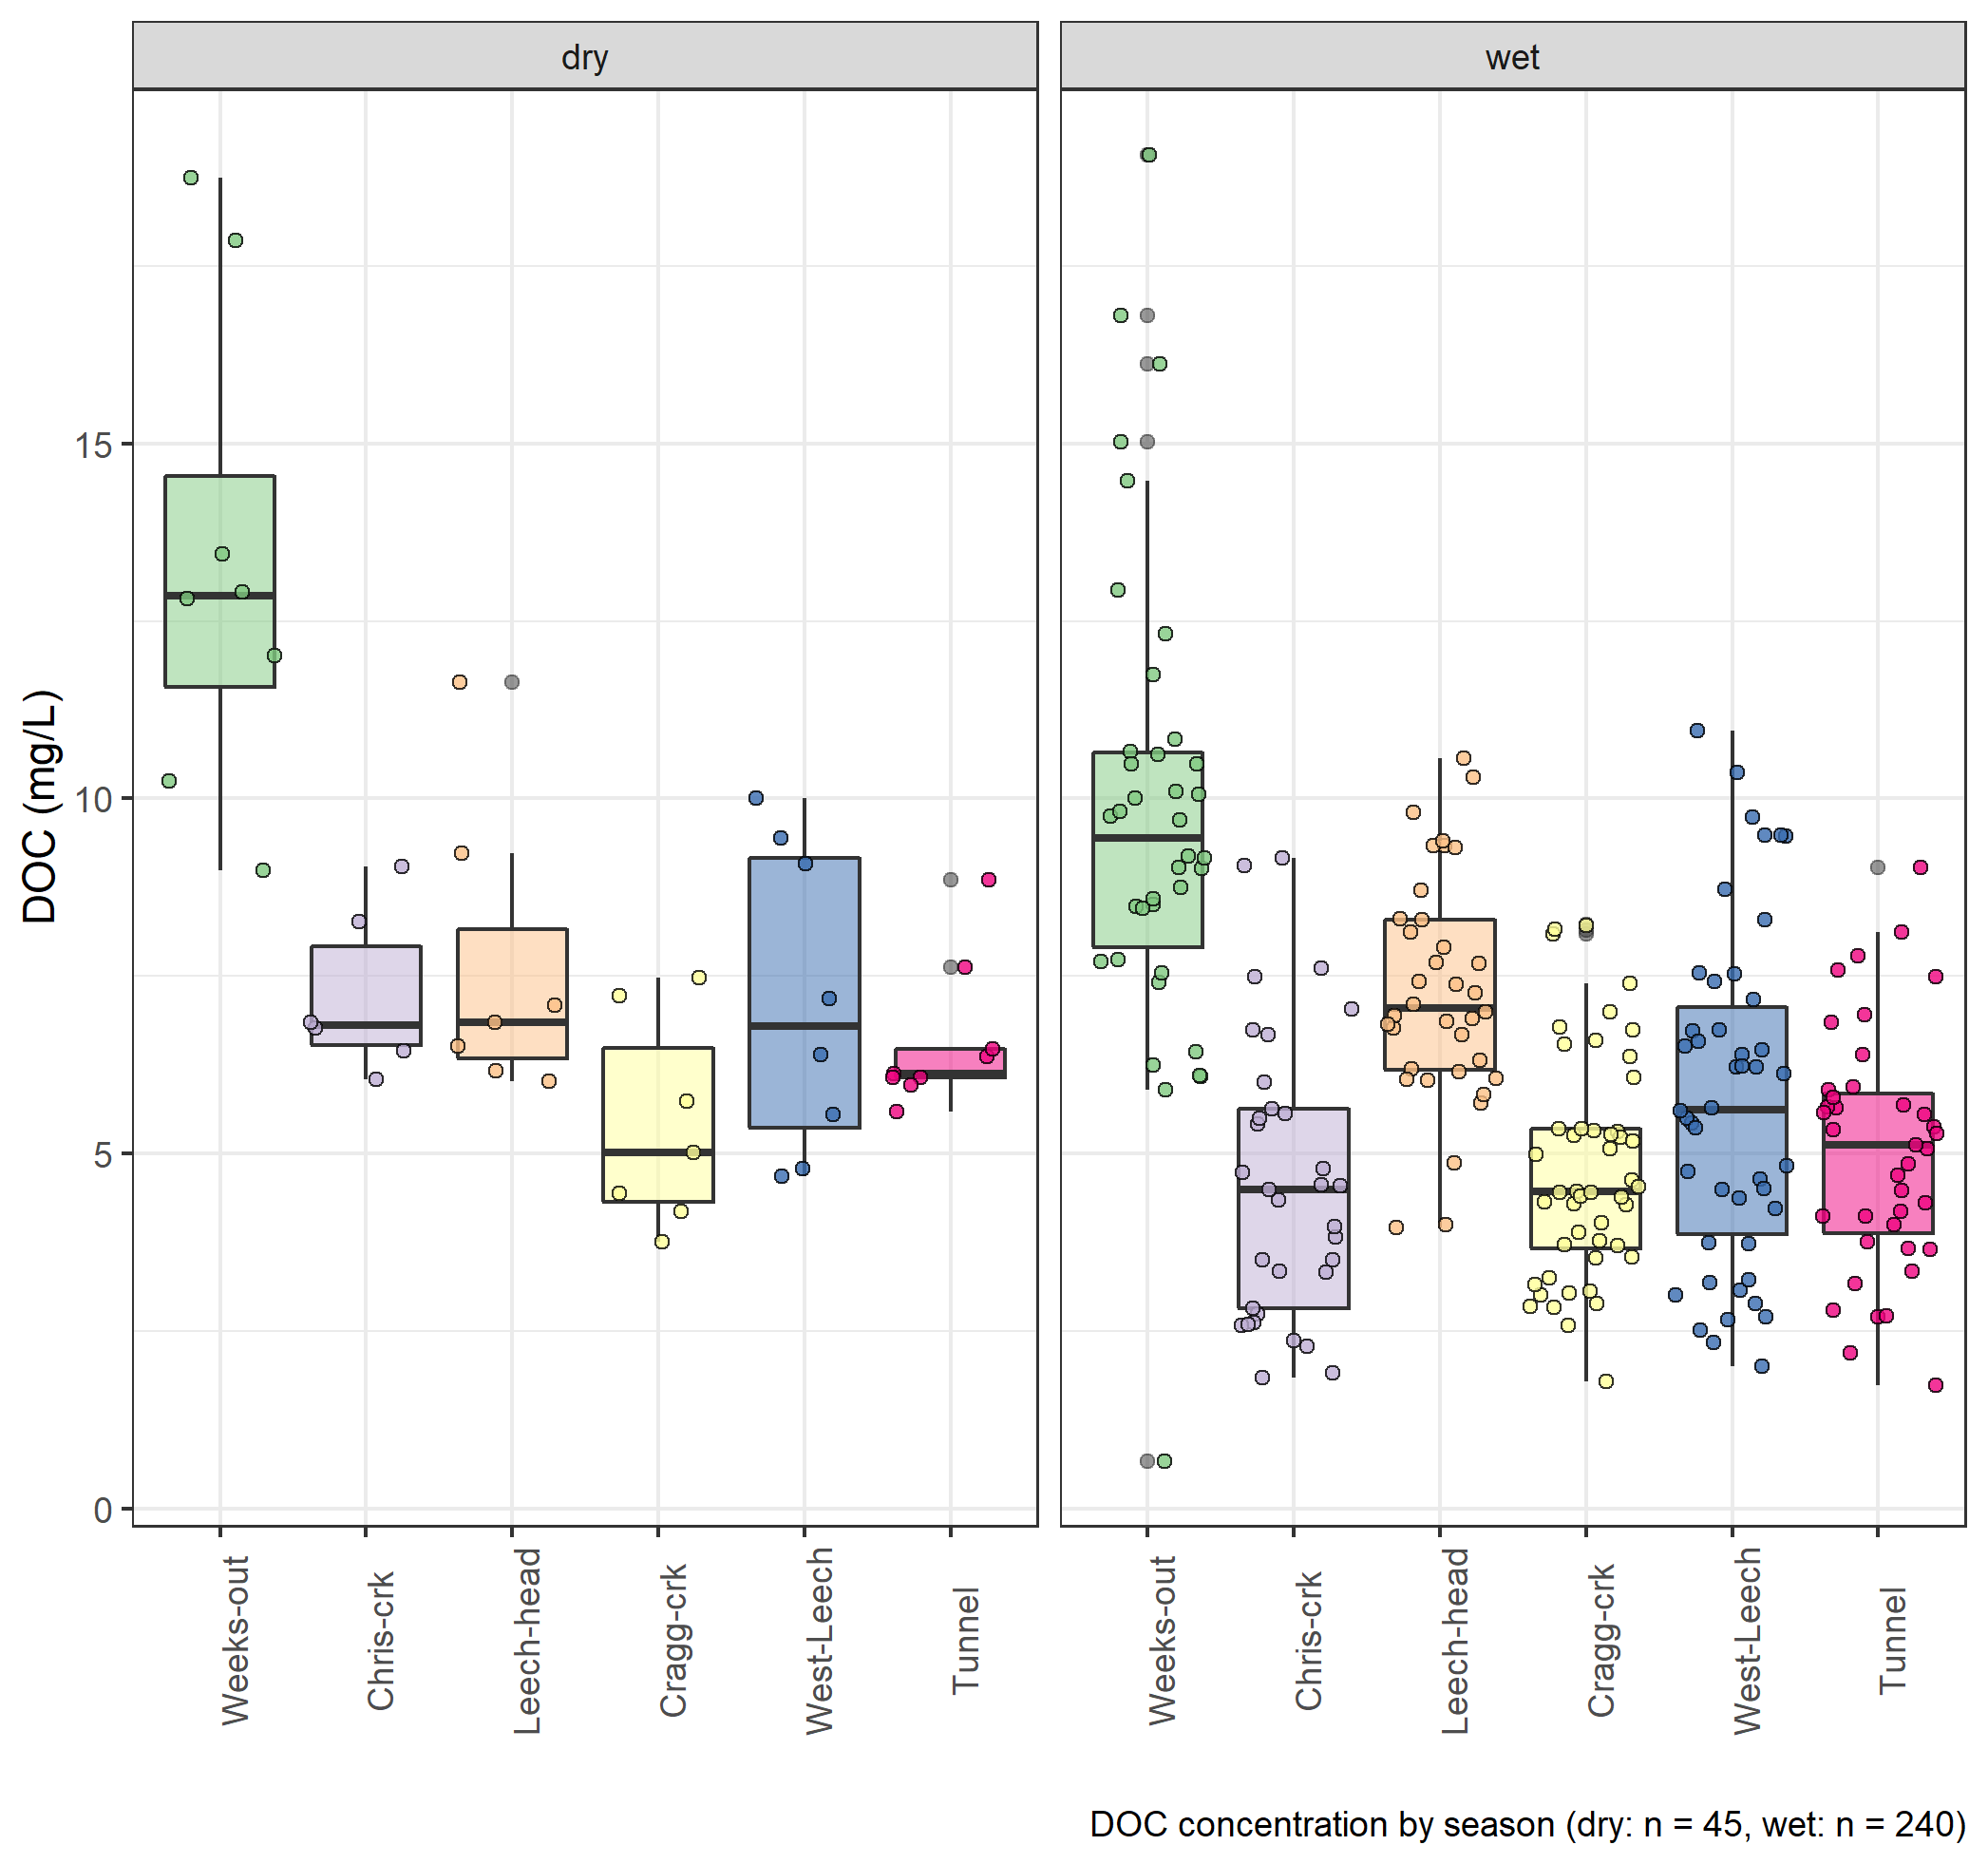 dry
wet
DOC (mg/L)
15
10
5
0
Weeks-out
Chris-crk
Leech-head
Cragg-crk
West-Leech
Tunnel
Weeks-out
Chris-crk
Leech-head
Cragg-crk
West-Leech
Tunnel
DOC concentration by season (dry: n = 45, wet: n = 240)